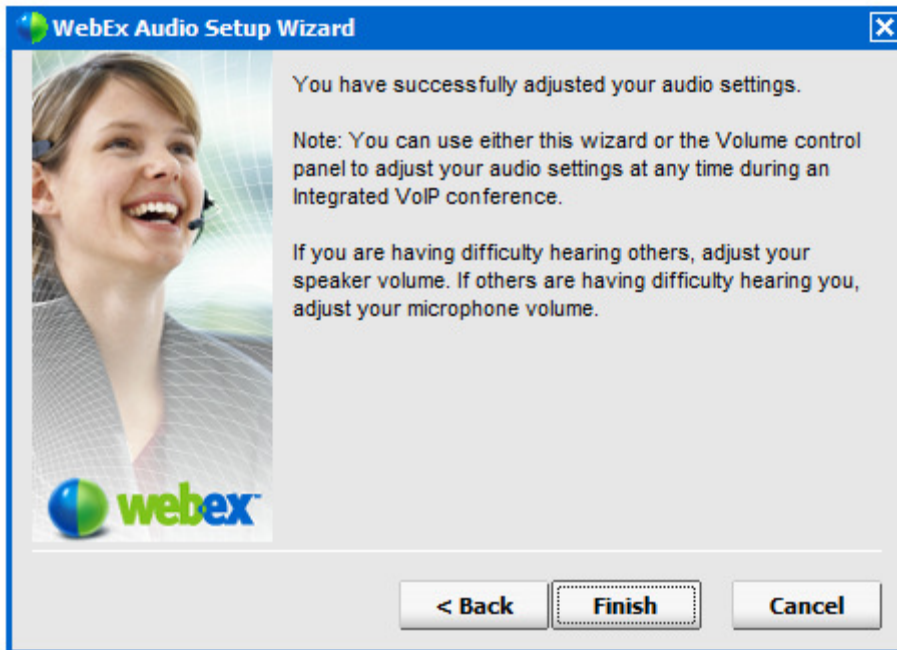 WebEx Audio Setup Wizard
You have successfully adjusted your audio settings.
Note: You can use either this wizard or the Volume control
panel to adjust your audio settings at any time during an
Integrated VoIP conference.
If you are having difficulty hearing others, adjust your
speaker volume. If others are having difficulty hearing you,
adjust your microphone volume.
webex
< Back
Finish
Cancel